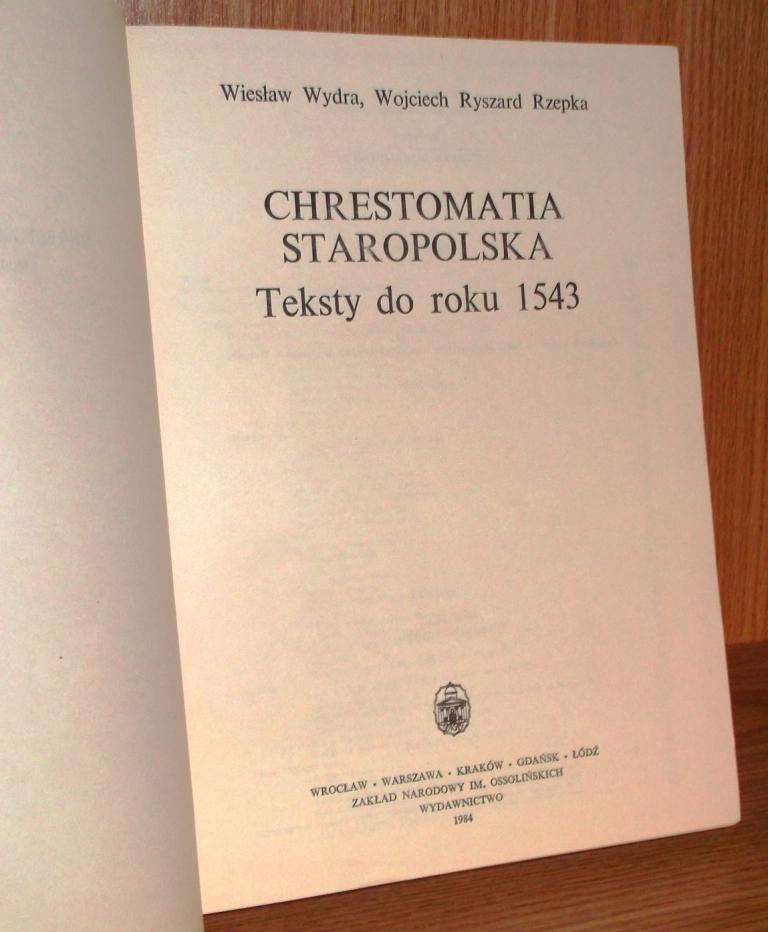 Wiesław Wydra, Wojciech Ryszard Rzepka
CHRESTOMATIA
STAROPOLSKA
Teksty do roku 1543
WROCŁAW · WARSZAWA · KRAKÓW · GDAŃSK · ŁÓDŹ
ZAKŁAD NARODOWY IM. OSSOLIŃSKICH
WYDAWNICTWO
1984